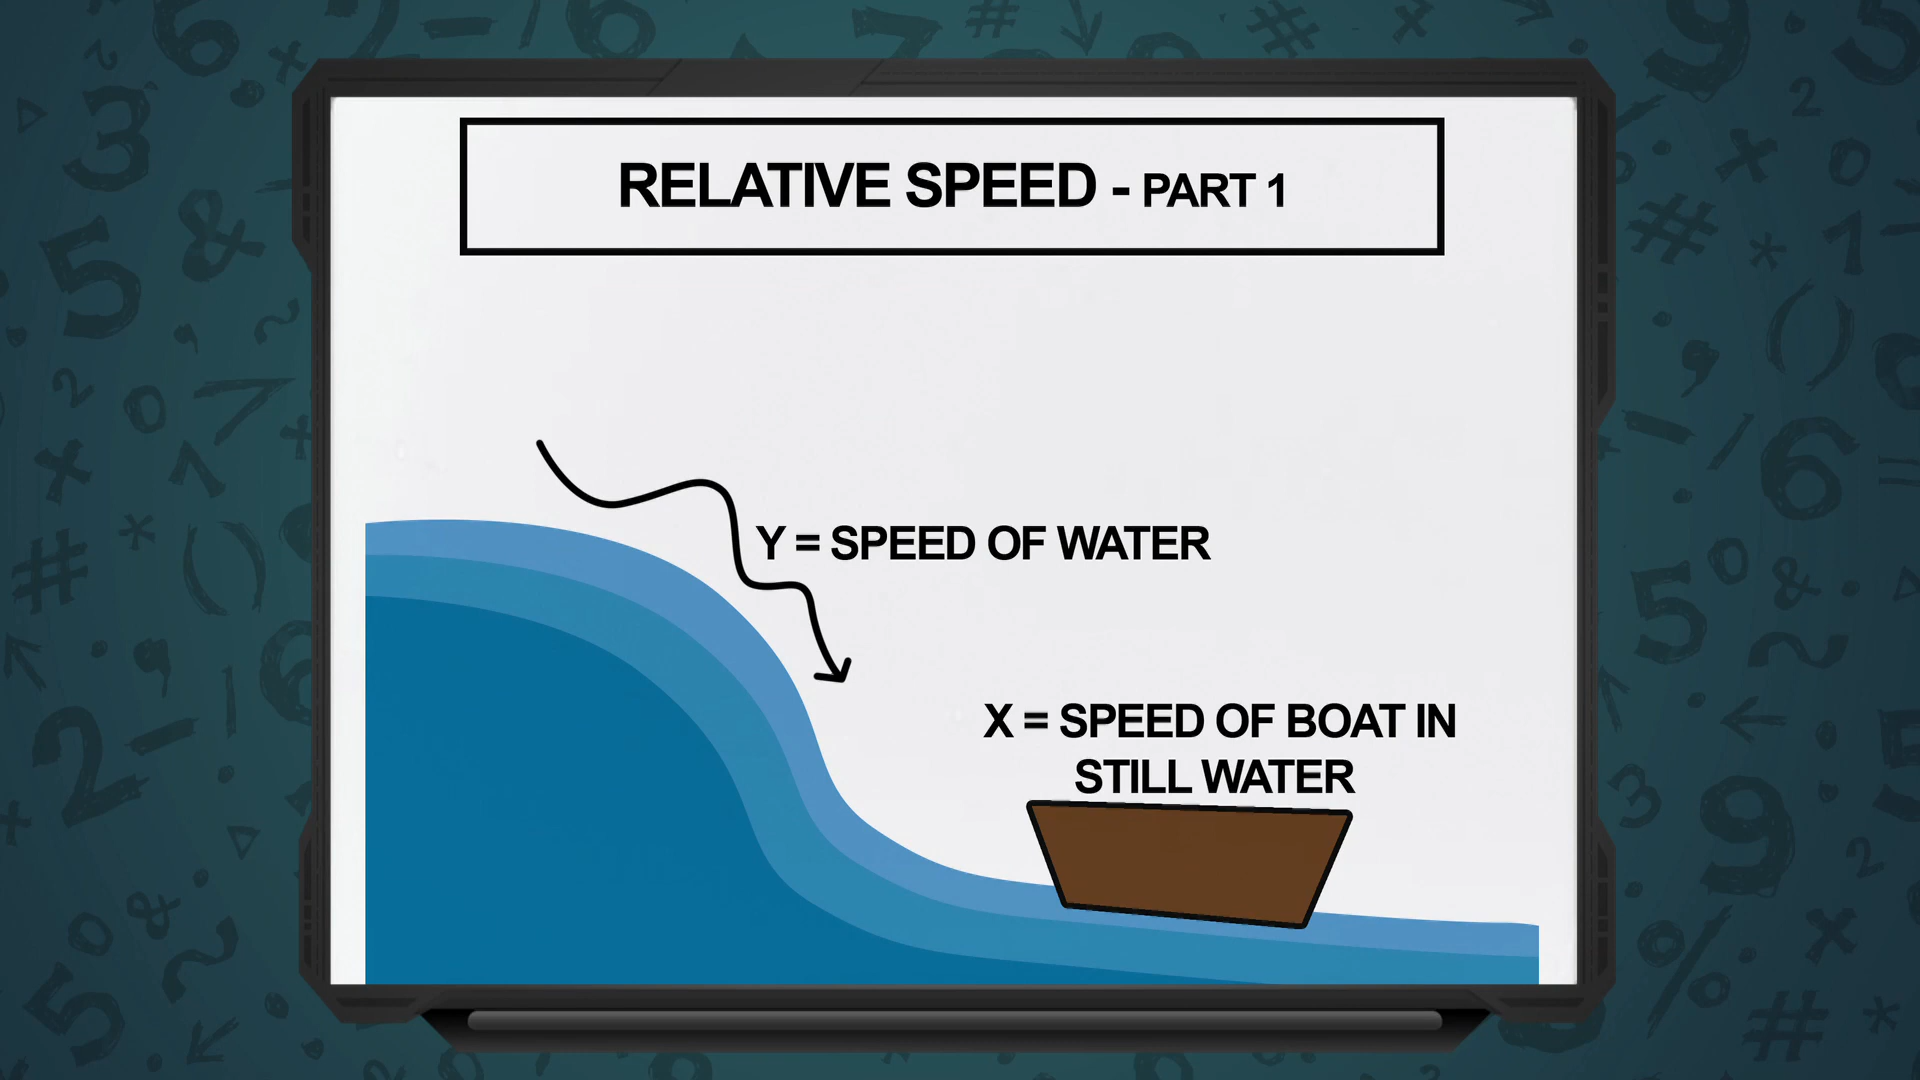 RELATIVE SPEED - PART 1
Y = SPEED OF WATER
X = SPEED OF BOAT IN
STILL WATER